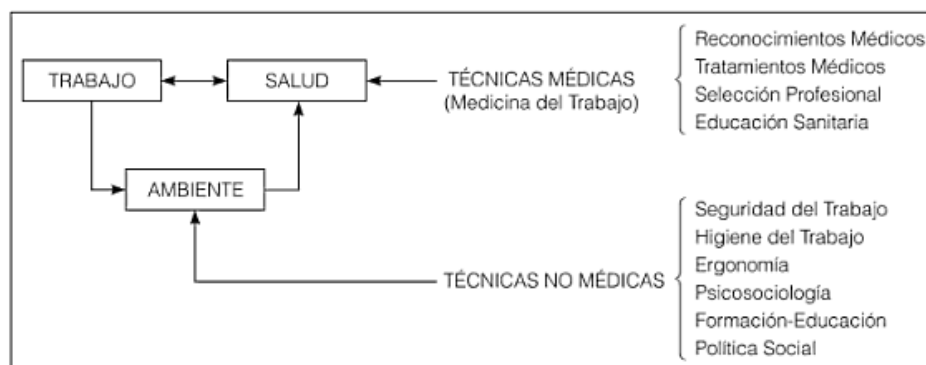 TRABAJO
SALUD
AMBIENTE
TÉCNICAS MÉDICAS
(Medicina del Trabajo)
Reconocimientos Médicos
Tratamientos Médicos
Selección Profesional
Educación Sanitaria
TÉCNICAS NO MÉDICAS
Seguridad del Trabajo
Higiene del Trabajo
Ergonomía
Psicosociología
Formación-Educación
Política Social